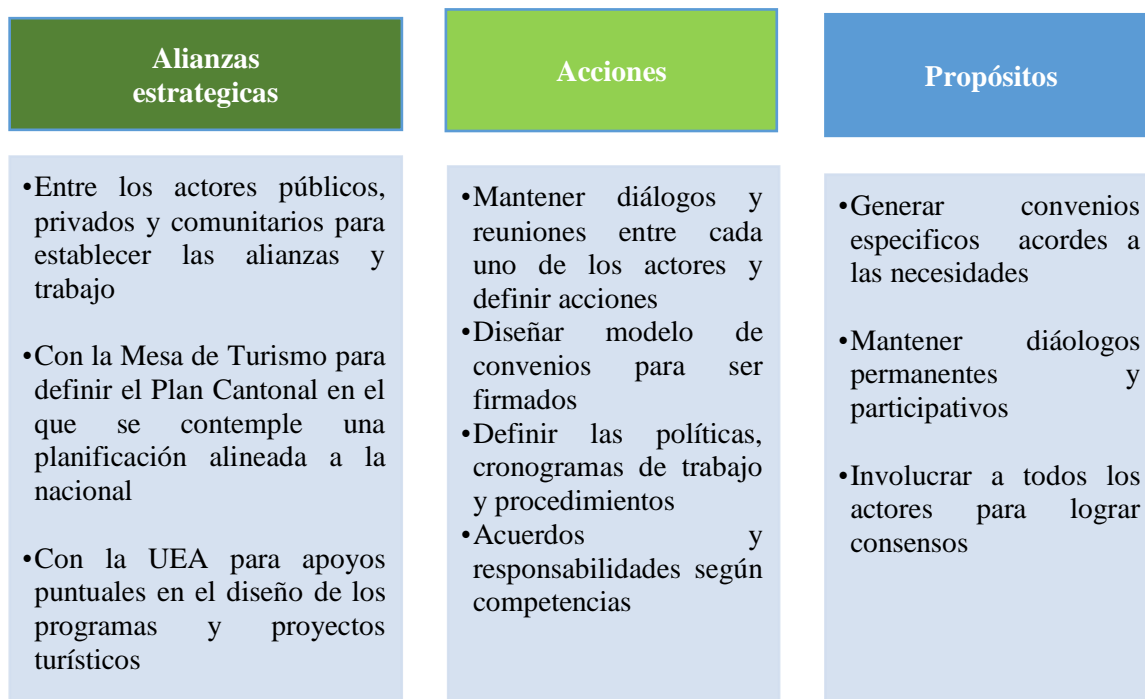 Alianzas
estrategicas
•Entre los actores públicos,
privados y comunitarios para
establecer las alianzas y
trabajo
•Con la Mesa de Turismo para
definir el Plan Cantonal en el
que se contemple una
planificación alineada a la
nacional
•Con la UEA para apoyos
puntuales en el diseño de los
programas y proyectos
turísticos
Acciones
•Mantener diálogos y
reuniones entre cada
uno de los actores y
definir acciones
•Diseñar modelo de
convenios para ser
firmados
•Definir las políticas,
cronogramas de trabajo
y procedimientos
•Acuerdos y
responsabilidades según
competencias
Propósitos
•Generar convenios
especificos acordes a
las necesidades
•Mantener diáologos
permanentes y
participativos
•Involucrar a todos los
actores para lograr
consensos